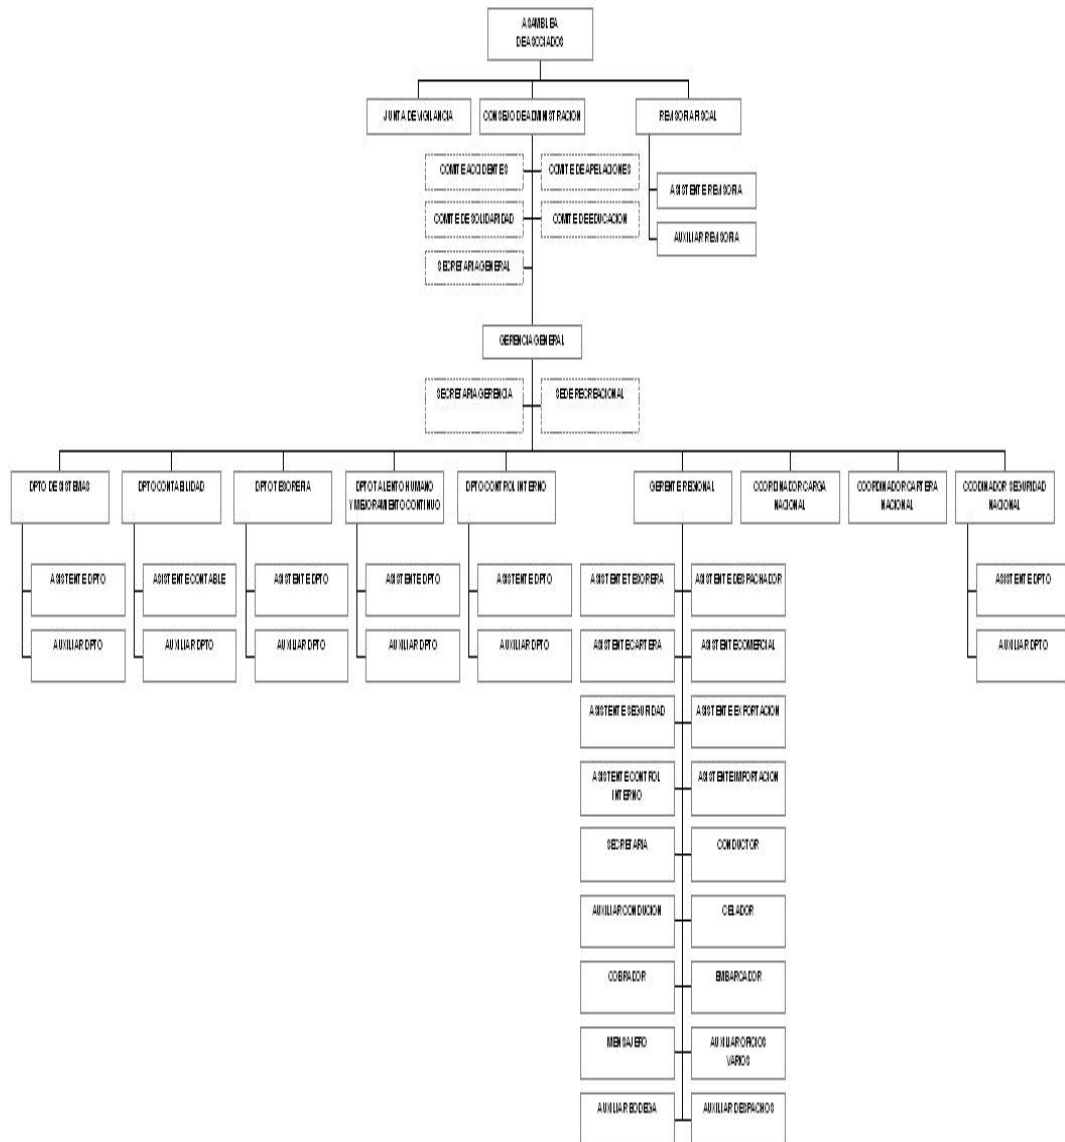 ASAMBLEA
DE ASOCIADOS
JUNTA DE VIGILANCIA
CONSEJO DE ADMINISTRACION
REVISORIA FISCAL
COMITE ACCIDENTES
COMITE DE APELACIONES
ASISTENTE REVISORIA
COMITE DE SOLIDARIDAD
COMITE DE EDUCACION
AUXILIAR REVISORIA
SECRETARIA GENERAL
GERENCIA GENERAL
SECRETARIA GERENCIA
SEDE RECREACIONAL
DPTO DE SISTEMAS
DPTO CONTABILIDAD
DPTO TESORERIA
DPTO TALENTO HUMANO
Y MEJORAMIENTO CONTINUO
DPTO CONTROL INTERNO
GERENTE REGIONAL
COORDINADOR CARGA
NACIONAL
COORDINADOR CARTERA
NACIONAL
COODINADOR SEGURIDAD
NACIONAL
ASISTENTE DPTO
ASISTENTE CONTABLE
ASISTENTE DPTO
ASISTENTE DPTO
ASISTENTE DPTO
ASISTENTE TESORERA
ASISTENTE DESPACHADOR
ASISTENTE DPTO
AUXILIAR DPTO
AUXILIAR DPTO
AUXILIAR DPTO
AUXILIAR DPTO
AUXILIAR DPTO
ASISTENTE CARTERA
ASISTENTE COMERCIAL
AUXILIAR DPTO
ASISTENTE SEGURIDAD
ASISTENTE EXPORTACION
ASISTENTE CONTROL
INTERNO
ASISTENTE IMPORTACION
SECRETARIA
CONDUCTOR
AUXILIAR CONDUCION
CELADOR
COBRADOR
EMBARCADOR
MENSAJERO
AUXILIAR OFICIOS
VARIOS
AUXILIAR BODEGA
AUXILIAR DESPACHOS